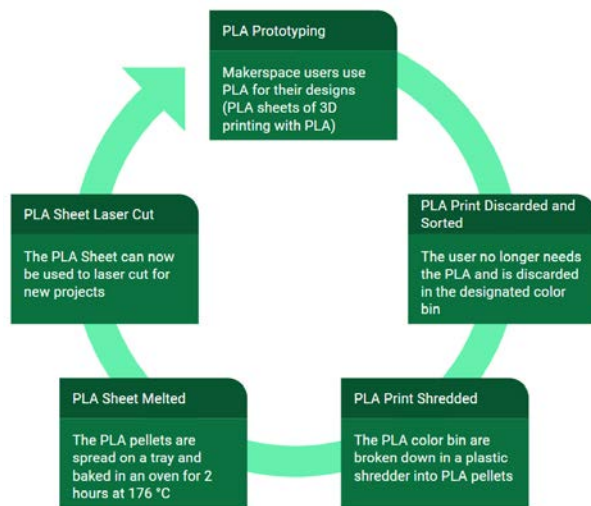 PLA Prototyping
Makerspace users use
PLA for their designs
(PLA sheets of 3D
printing with PLA)
PLA Print Discarded and
Sorted
The user no longer needs
the PLA and is discarded
in the designated color
bin
PLA Print Shredded
The PLA color bin are
broken down in a plastic
shredder into PLA pellets
PLA Sheet Melted
The PLA pellets are
spread on a tray and
baked in an oven for 2
hours at 176 °C
PLA Sheet Laser Cut
The PLA Sheet can now
be used to laser cut for
new projects